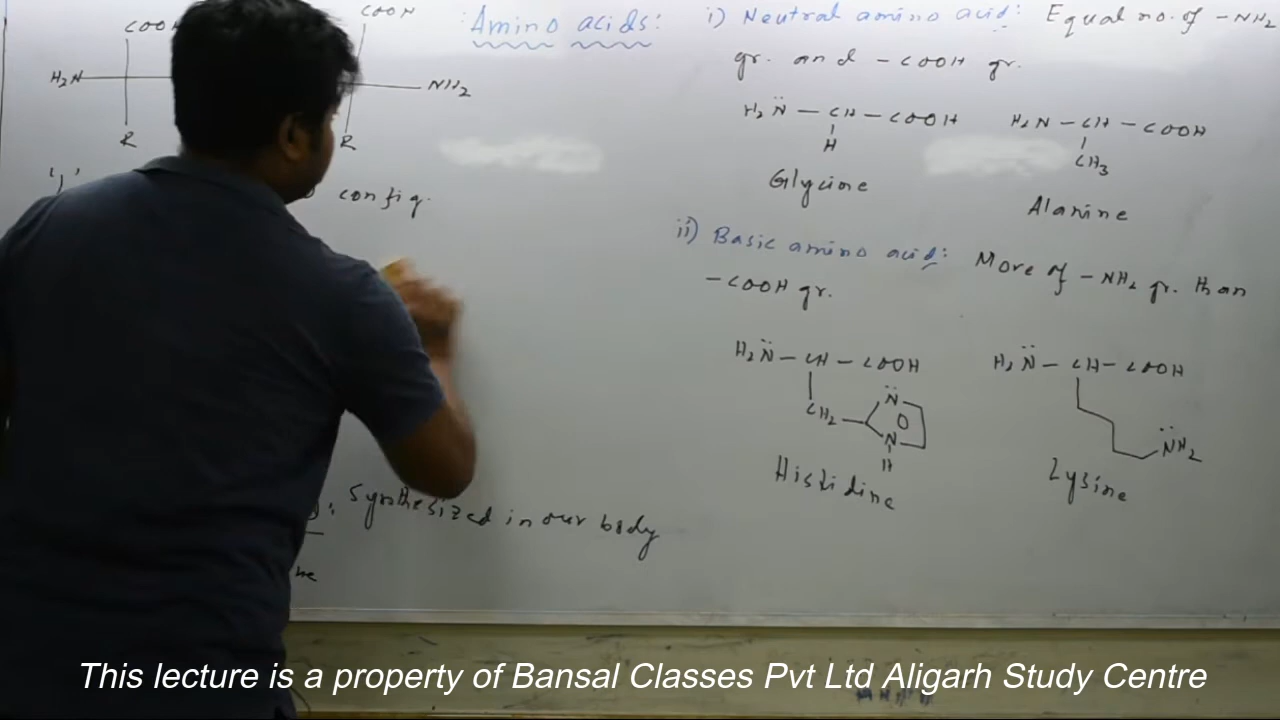 COOH
H₂N
R
'l'
COOH
NH₂
R
config.
: Synthesized in our body
ne
Amino acids:
i) Neutral amino acid: Equal no. of -NH₂
gr. and -COOH gr.
H₂N̈ - CH - COOH
H
Glycine
H₂N - CH - COOH
CH₃
Alanine
ii) Basic amino acid: More of -NH₂ gr. than
-COOH gr.
H₂N̈ - CH - COOH
CH₂
N̈
N
H
Histidine
H₂N̈ - CH - COOH
N̈H₂
Lysine
This lecture is a property of Bansal Classes Pvt Ltd Aligarh Study Centre